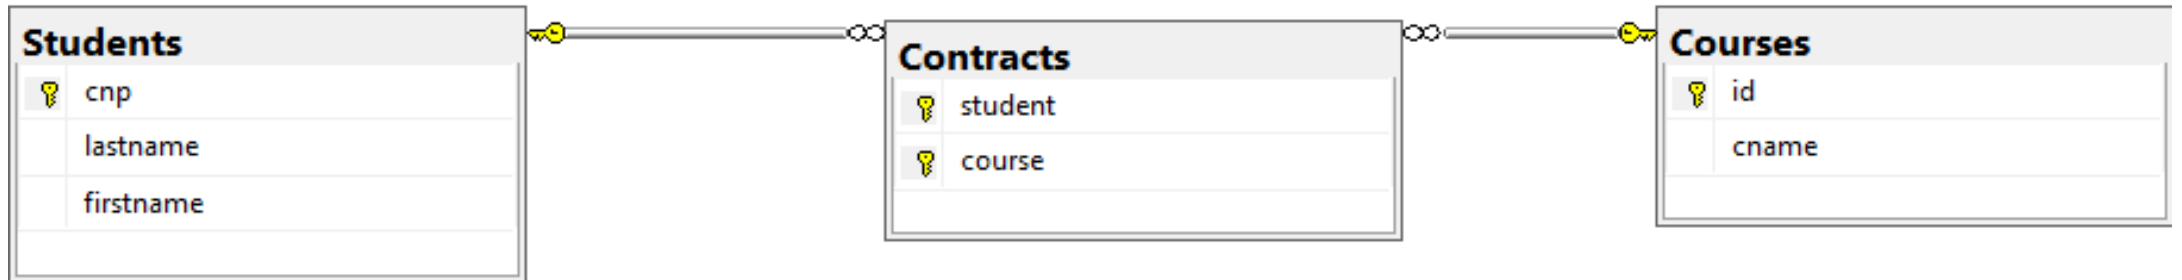 Students
cnp
lastname
firstname
Contracts
student
course
Courses
id
cname